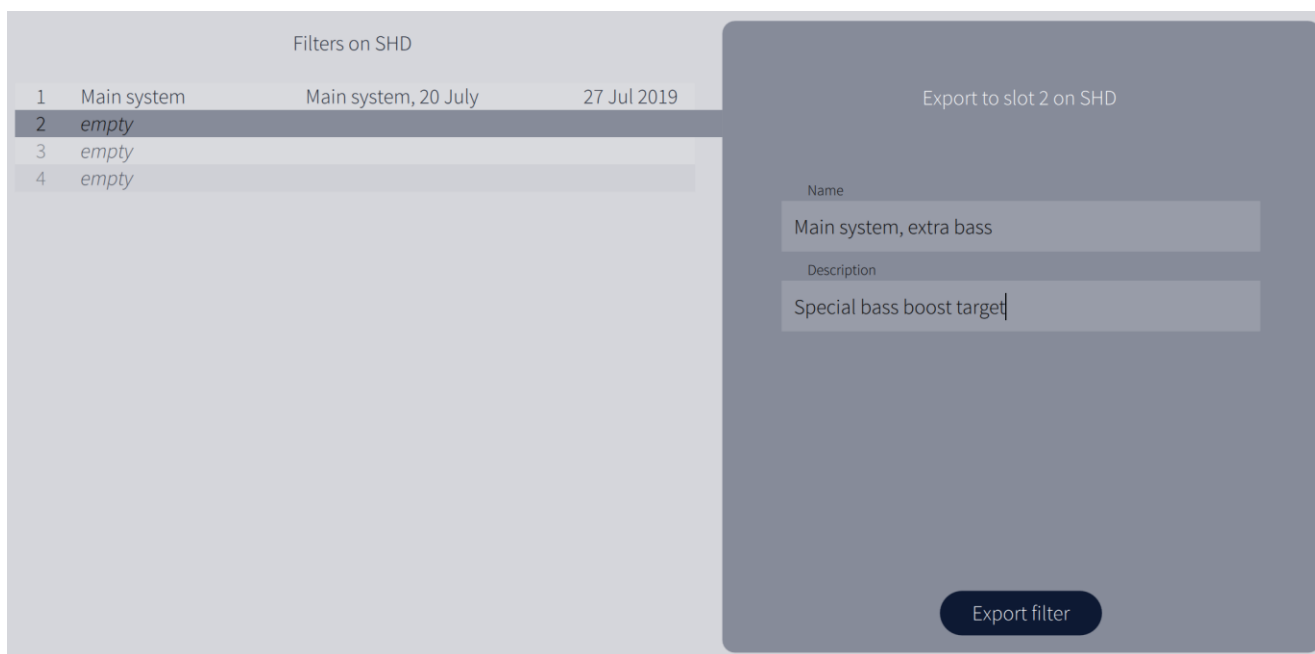 Filters on SHD
1 Main system Main system, 20 July 27 Jul 2019
2 empty
3 empty
4 empty
Export to slot 2 on SHD
Name
Main system, extra bass
Description
Special bass boost target
Export filter